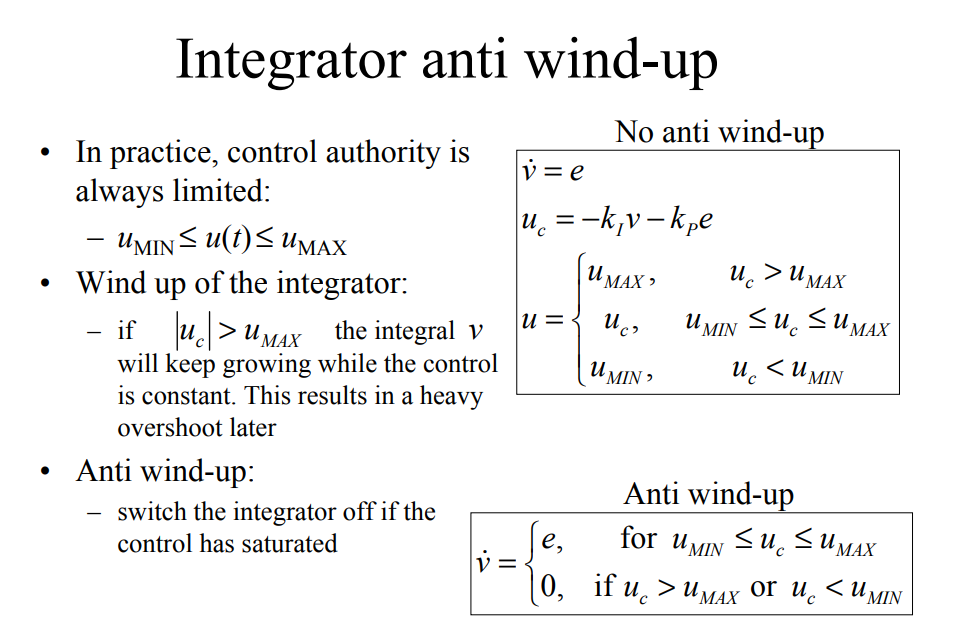 Integrator anti wind-up
• In practice, control authority is
always limited:
– u_MIN ≤ u(t) ≤ u_MAX
• Wind up of the integrator:
– if |u_c| > u_MAX the integral v
will keep growing while the control
is constant. This results in a heavy
overshoot later
• Anti wind-up:
– switch the integrator off if the
control has saturated
No anti wind-up
v̇ = e
u_c = −k_I v − k_P e
u = { u_MAX, u_c > u_MAX
u_c, u_MIN ≤ u_c ≤ u_MAX
u_MIN, u_c < u_MIN
Anti wind-up
v̇ = { e, for u_MIN ≤ u_c ≤ u_MAX
0, if u_c > u_MAX or u_c < u_MIN